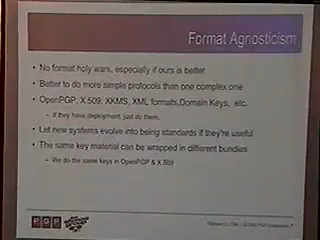 Format Agnosticism
• No format holy wars, especially if ours is better
• Better to do more simple protocols than one complex one
• OpenPGP, X.509, XKMS, XML formats,Domain Keys, etc.
– If they have deployment, just do them.
• Let new systems evolve into being standards if they're useful
• The same key material can be wrapped in different bundles
– We do the same keys in OpenPGP & X.509
PGP